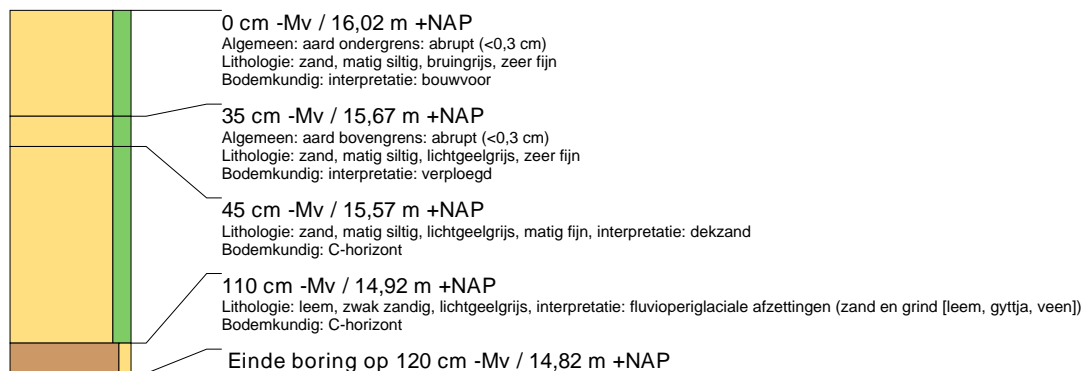 0 cm -Mv / 16,02 m +NAP
Algemeen: aard ondergrens: abrupt (<0,3 cm)
Lithologie: zand, matig siltig, bruingrijs, zeer fijn
Bodemkundig: interpretatie: bouwvoor
35 cm -Mv / 15,67 m +NAP
Algemeen: aard bovengrens: abrupt (<0,3 cm)
Lithologie: zand, matig siltig, lichtgeelgrijs, zeer fijn
Bodemkundig: interpretatie: verploegd
45 cm -Mv / 15,57 m +NAP
Lithologie: zand, matig siltig, lichtgeelgrijs, matig fijn, interpretatie: dekzand
Bodemkundig: C-horizont
110 cm -Mv / 14,92 m +NAP
Lithologie: leem, zwak zandig, lichtgeelgrijs, interpretatie: fluvioperiglaciale afzettingen (zand en grind [leem, gyttja, veen])
Bodemkundig: C-horizont
Einde boring op 120 cm -Mv / 14,82 m +NAP